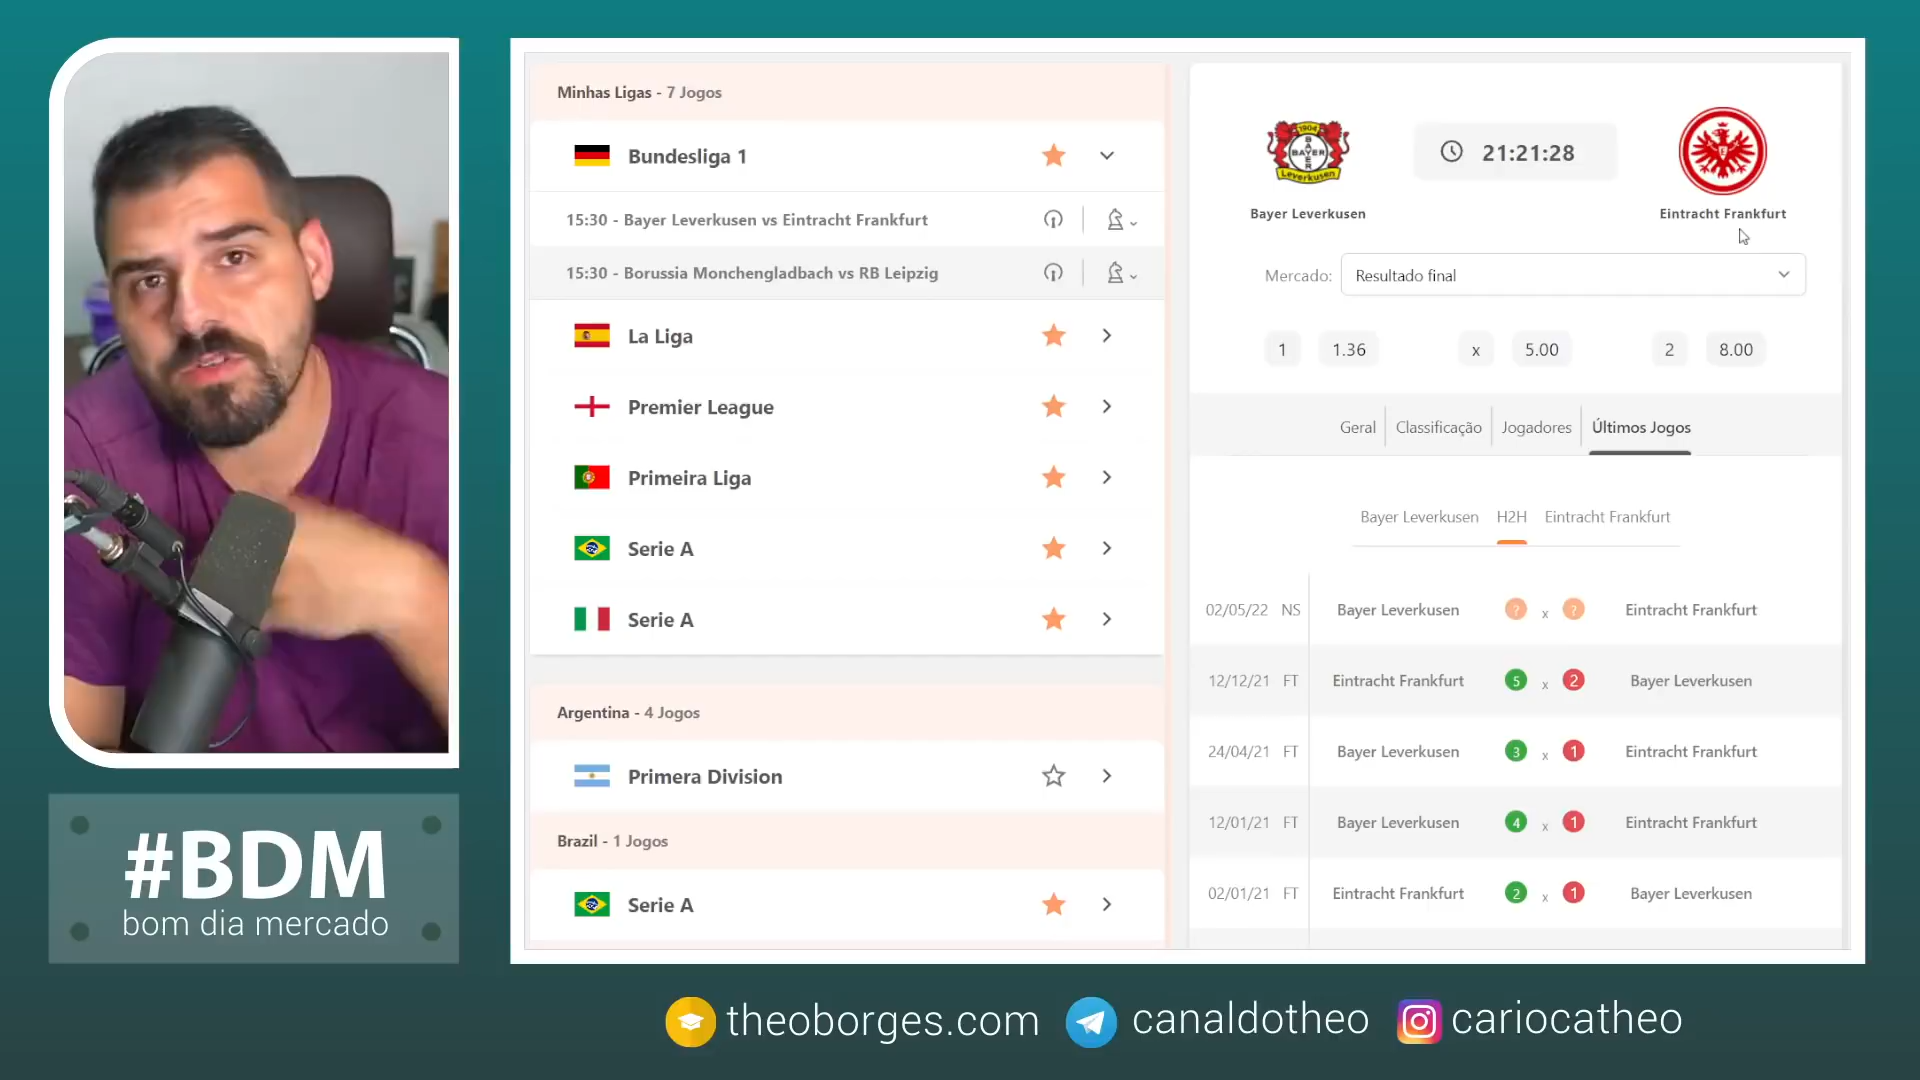 Minhas Ligas - 7 Jogos
Bundesliga 1
15:30 - Bayer Leverkusen vs Eintracht Frankfurt
15:30 - Borussia Monchengladbach vs RB Leipzig
La Liga
Premier League
Primeira Liga
Serie A
Serie A
Argentina - 4 Jogos
Primera Division
Brazil - 1 Jogos
Serie A
1904
BAYER
BAYER
Leverkusen
21:21:28
Bayer Leverkusen
Eintracht Frankfurt
Mercado: Resultado final
1 1.36 x 5.00 2 8.00
Geral Classificação Jogadores Últimos Jogos
Bayer Leverkusen H2H Eintracht Frankfurt
02/05/22 NS Bayer Leverkusen ? x ? Eintracht Frankfurt
12/12/21 FT Eintracht Frankfurt 5 x 2 Bayer Leverkusen
24/04/21 FT Bayer Leverkusen 3 x 1 Eintracht Frankfurt
12/01/21 FT Bayer Leverkusen 4 x 1 Eintracht Frankfurt
02/01/21 FT Eintracht Frankfurt 2 x 1 Bayer Leverkusen
#BDM
bom dia mercado
theoborges.com canaldotheo cariocatheo